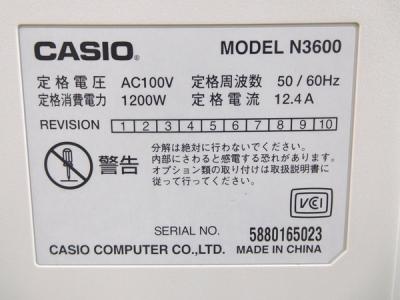 CASIO® MODEL N3600
定格電圧 AC100V 定格周波数 50 / 60Hz
定格消費電力 1200W 定格電流 12.4A
REVISION 1 2 3 4 5 6 7 8 9 10
警告
分解は絶対に行わないでください。
内部にさわると感電する恐れがあります。
オプション類の取り付けは取扱説明書に
従って行ってください。
VCI
SERIAL NO. 5880165023
CASIO COMPUTER CO.,LTD. MADE IN CHINA